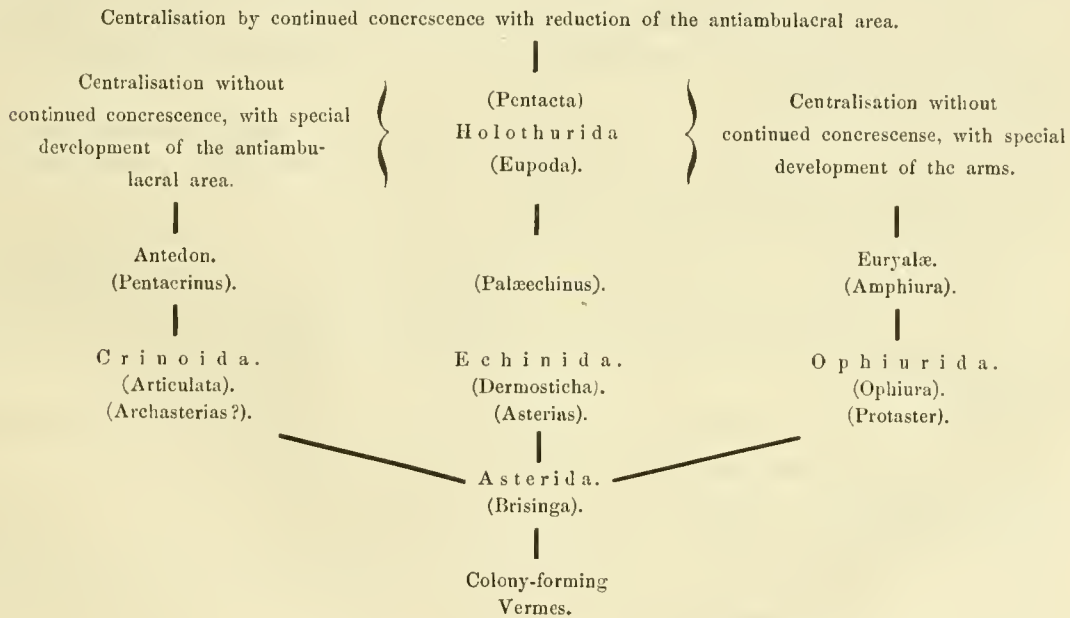 Centralisation by continued concrescence with reduction of the antiambulacral area.
Centralisation without
continued concrescence, with special
development of the antiambu-
lacral area.
(Pentacta)
Holothurida
(Eupoda).
Centralisation without
continued concrescense, with special
development of the arms.
Antedon.
(Pentacrinus).
(Palæechinus).
Euryalæ.
(Amphiura).
Crinoida.
(Articulata).
(Archasterias?).
Echinida.
(Dermosticha).
(Asterias).
Ophiurida.
(Ophiura).
(Protaster).
Asterida.
(Brisinga).
Colony-forming
Vermes.